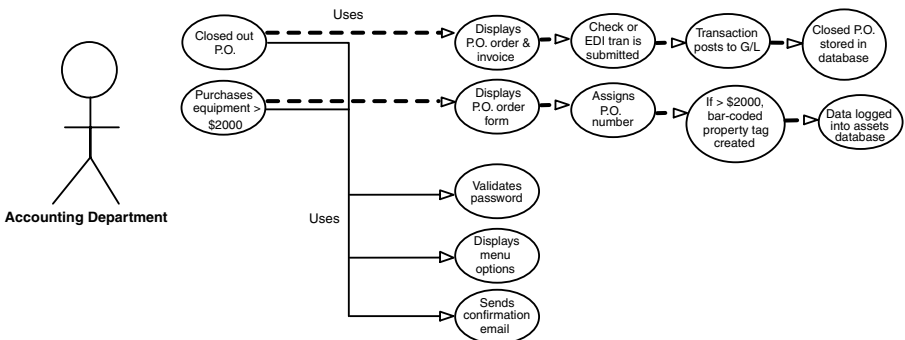 Uses
Closed out
P.O.
Displays
P.O. order &
invoice
Check or
EDI tran is
submitted
Transaction
posts to G/L
Closed P.O.
stored in
database
Purchases
equipment >
$2000
Displays
P.O. order
form
Assigns
P.O.
number
If > $2000,
bar-coded
property tag
created
Data logged
into assets
database
Accounting Department
Uses
Validates
password
Displays
menu
options
Sends
confirmation
email